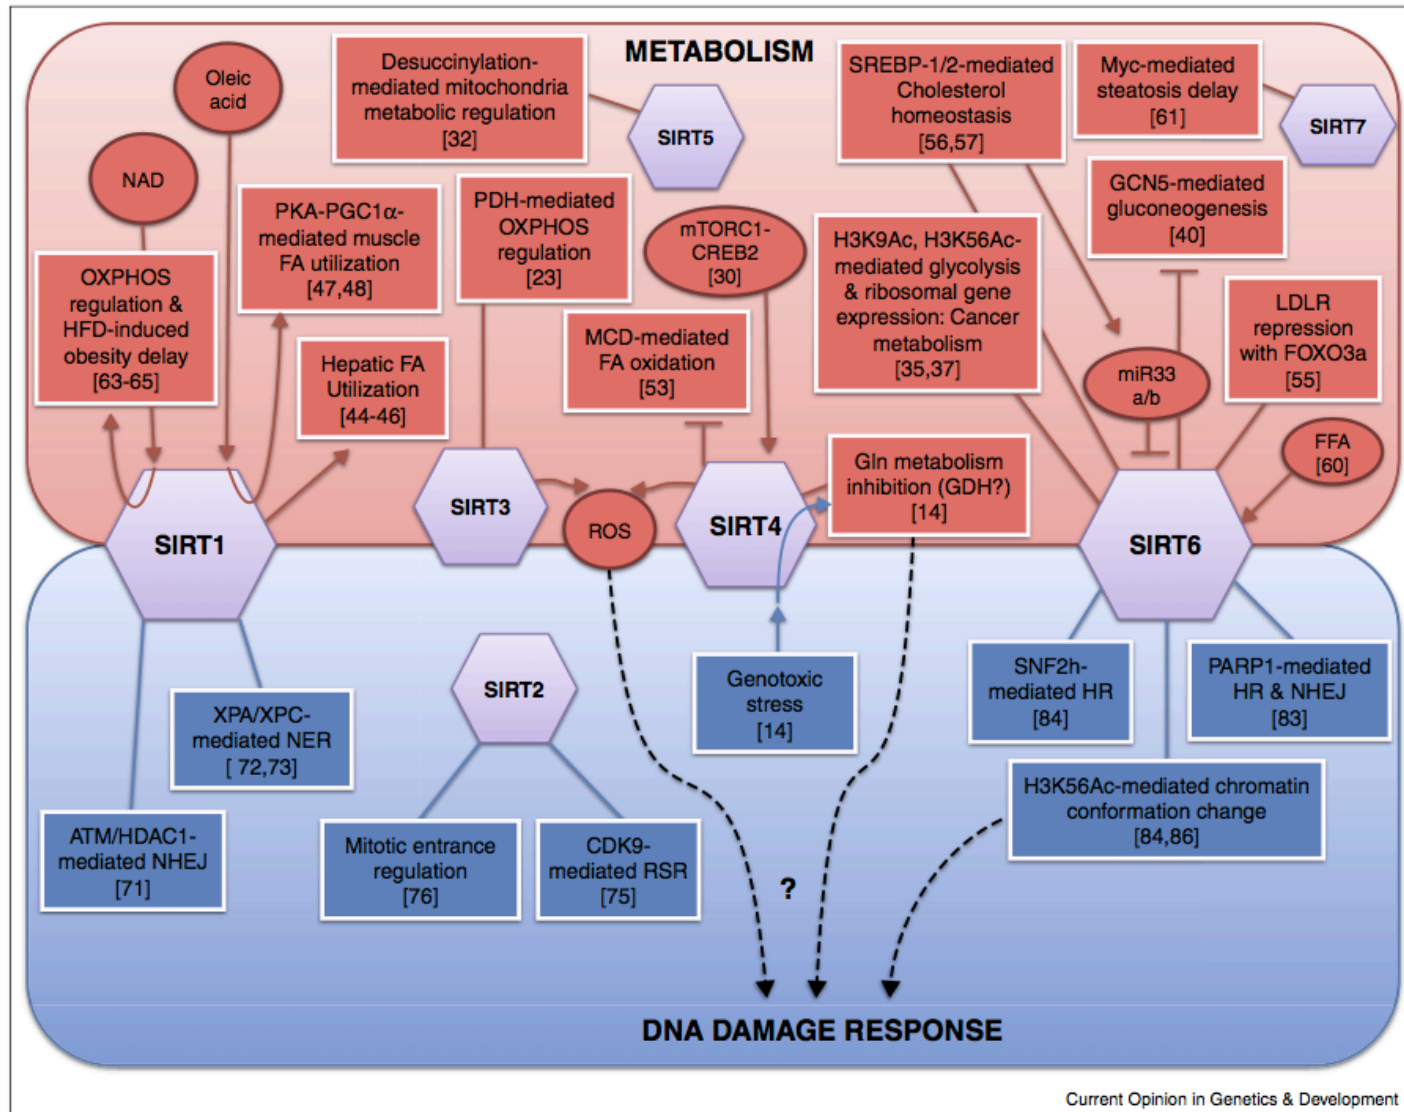 METABOLISM
Oleic
acid
NAD
OXPHOS
regulation &
HFD-induced
obesity delay
[63-65]
PKA-PGC1α-
mediated muscle
FA utilization
[47,48]
Hepatic FA
Utilization
[44-46]
SIRT1
Desuccinylation-
mediated mitochondria
metabolic regulation
[32]
SIRT5
PDH-mediated
OXPHOS
regulation
[23]
SIRT3
mTORC1-
CREB2
[30]
MCD-mediated
FA oxidation
[53]
ROS
SIRT4
Gln metabolism
inhibition (GDH?)
[14]
SREBP-1/2-mediated
Cholesterol
homeostasis
[56,57]
Myc-mediated
steatosis delay
[61]
SIRT7
H3K9Ac, H3K56Ac-
mediated glycolysis
& ribosomal gene
expression: Cancer
metabolism
[35,37]
GCN5-mediated
gluconeogenesis
[40]
miR33
a/b
LDLR
repression
with FOXO3a
[55]
FFA
[60]
SIRT6
XPA/XPC-
mediated NER
[ 72,73]
ATM/HDAC1-
mediated NHEJ
[71]
SIRT2
Mitotic entrance
regulation
[76]
CDK9-
mediated RSR
[75]
Genotoxic
stress
[14]
?
SNF2h-
mediated HR
[84]
PARP1-mediated
HR & NHEJ
[83]
H3K56Ac-mediated chromatin
conformation change
[84,86]
DNA DAMAGE RESPONSE
Current Opinion in Genetics & Development